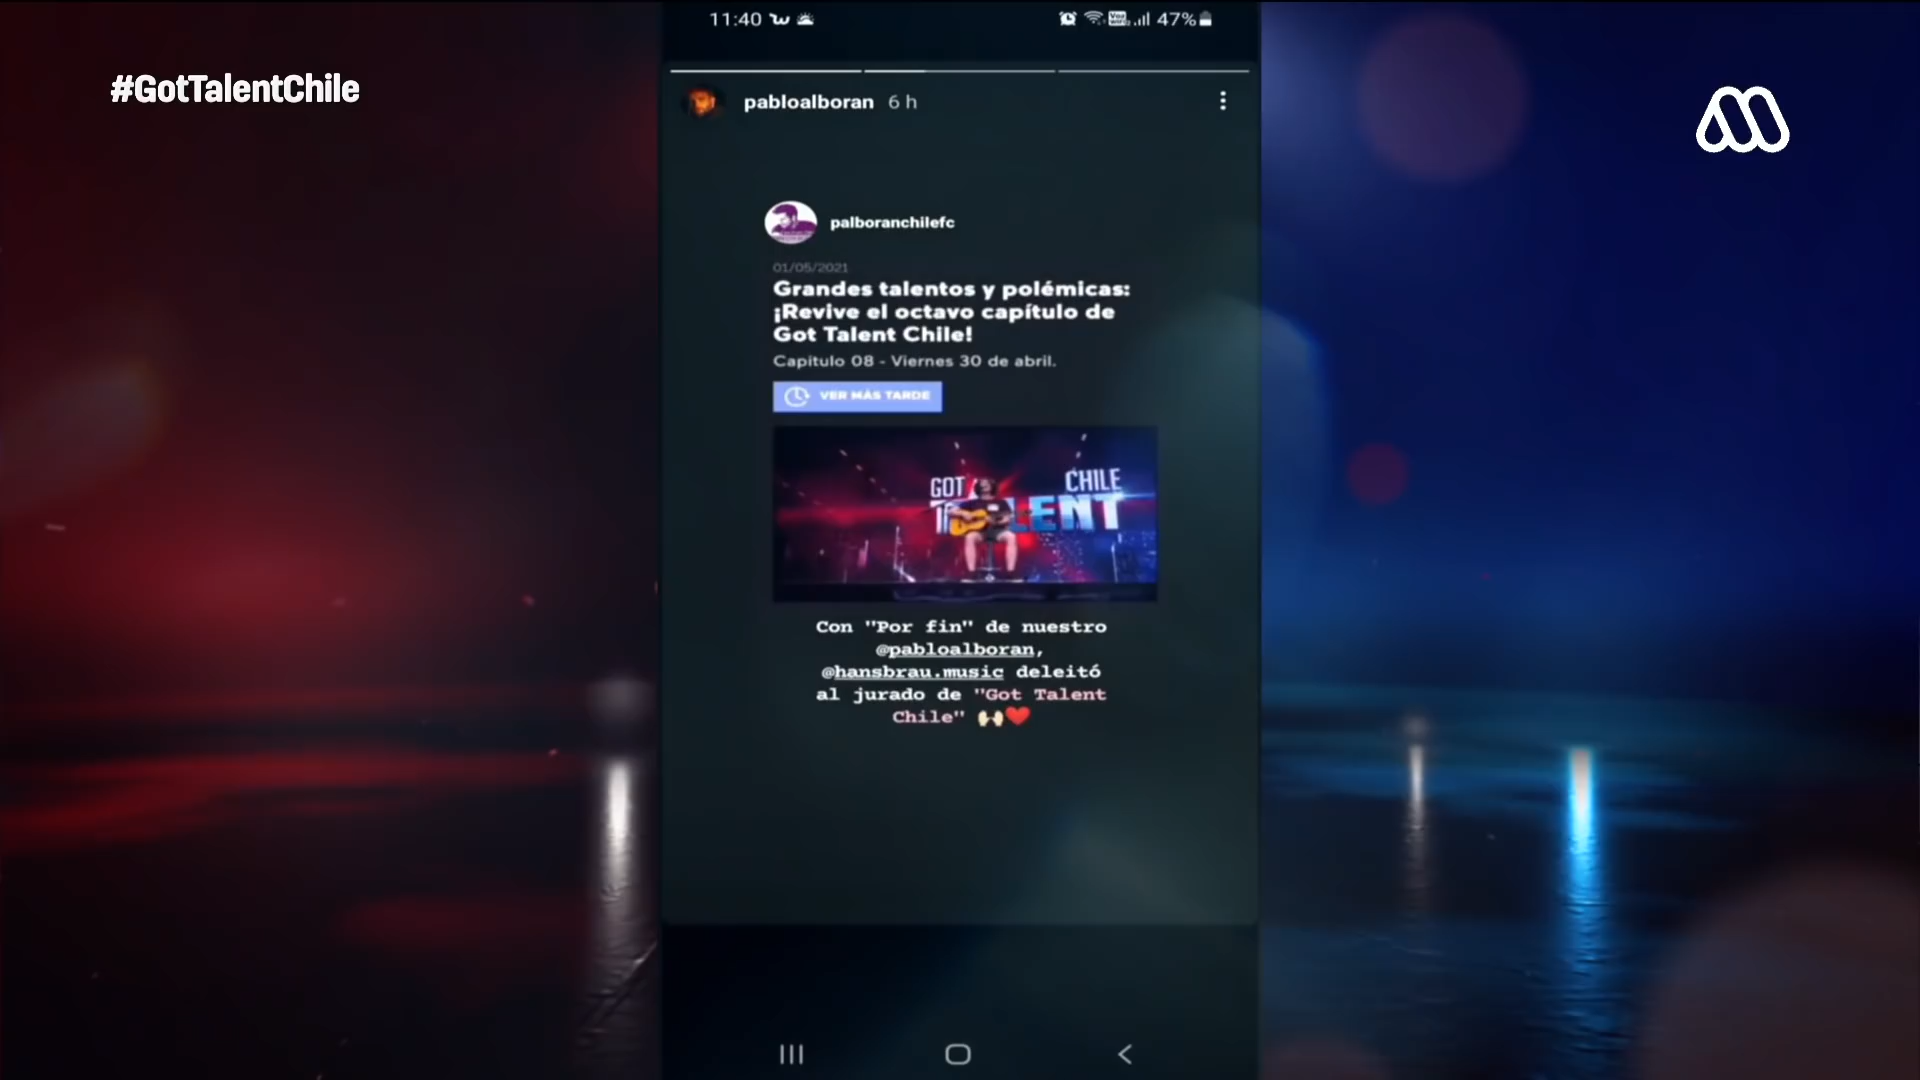 11:40
47%
#GotTalentChile
pabloalboran 6 h
palboranchilefc
01/05/2021
Grandes talentos y polémicas:
¡Revive el octavo capítulo de
Got Talent Chile!
Capítulo 08 - Viernes 30 de abril.
VER MÁS TARDE
GOT CHILE
LENT
Con "Por fin" de nuestro
@pabloalboran,
@hansbrau.music deleitó
al jurado de "Got Talent
Chile" 🙌🏻❤️